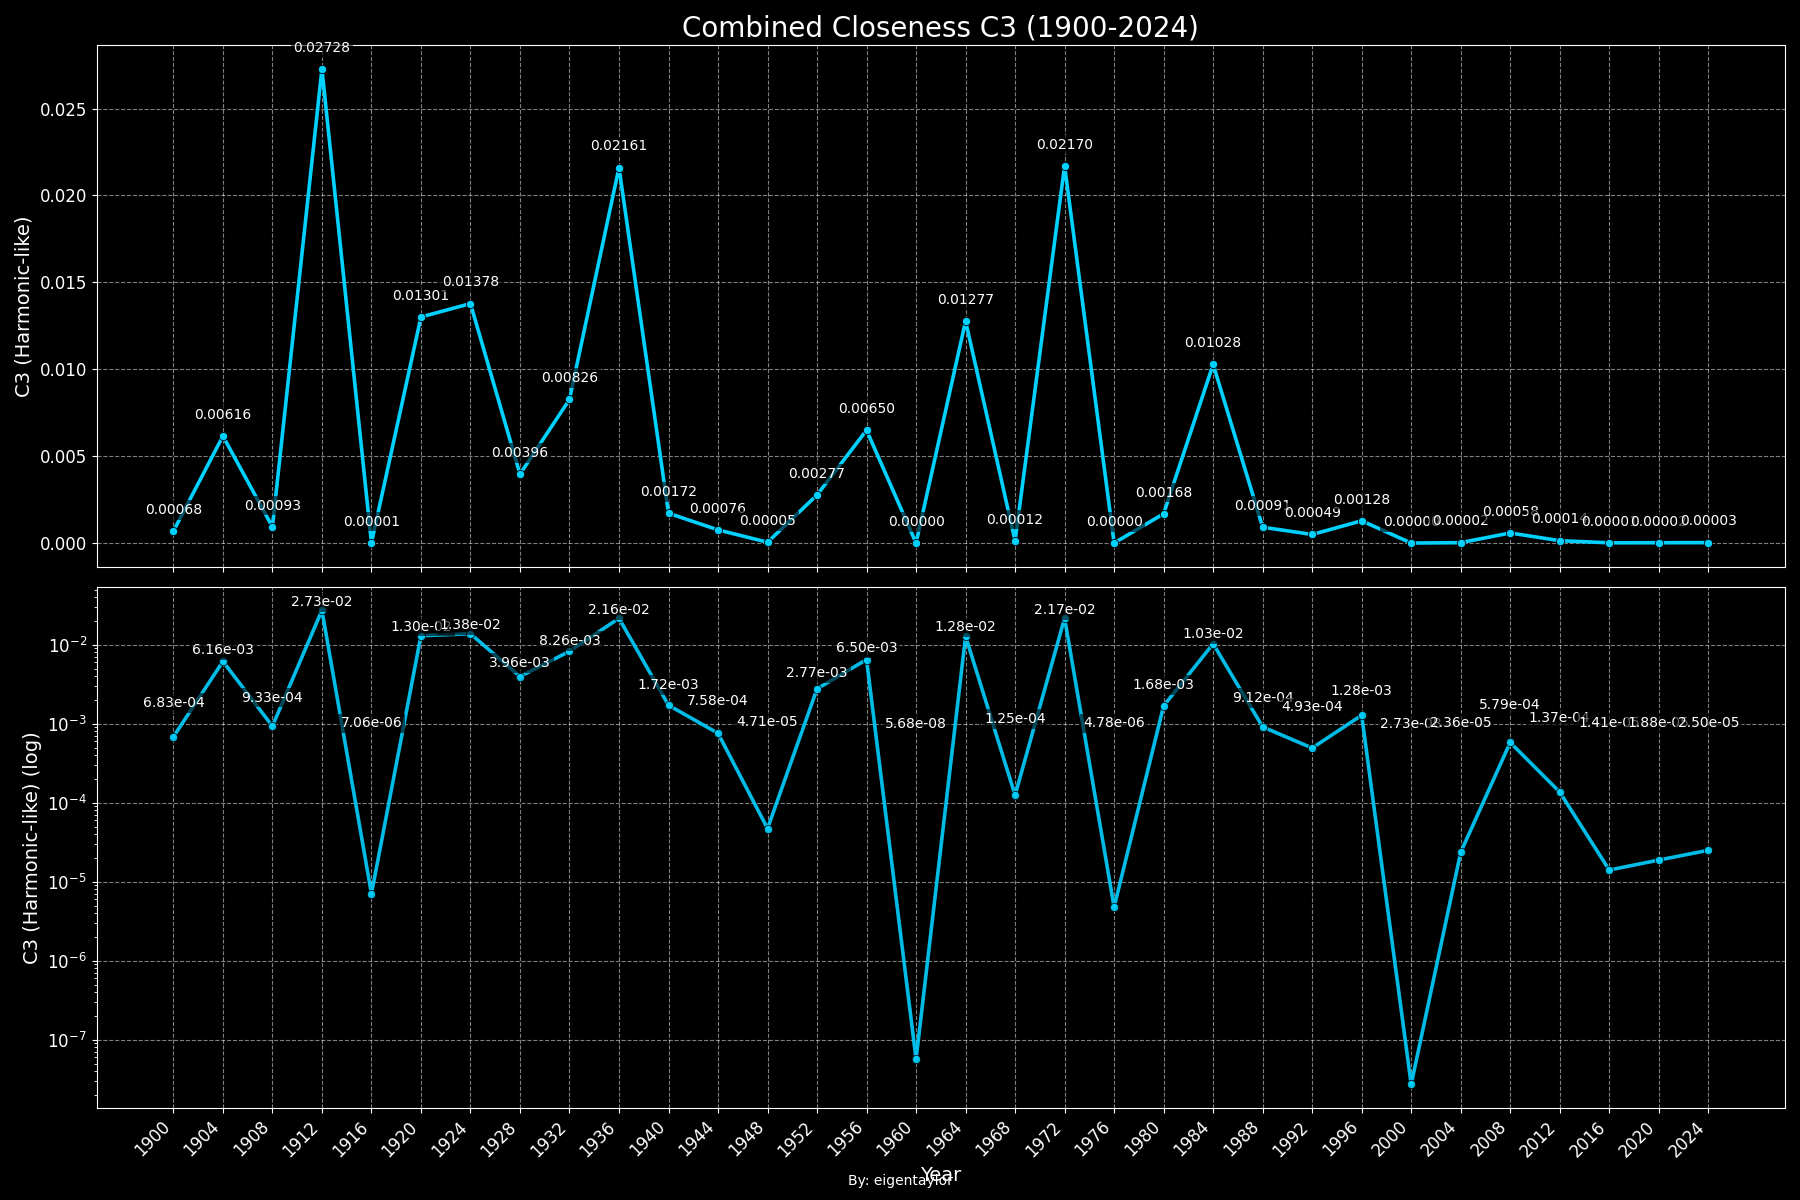 Combined Closeness C3 (1900-2024)
C3 (Harmonic-like)
0.025
0.020
0.015
0.010
0.005
0.000
0.00068
0.00616
0.00093
0.02728
0.00001
0.01301
0.01378
0.00396
0.00826
0.02161
0.00172
0.00076
0.00005
0.00277
0.00650
0.00000
0.01277
0.00012
0.02170
0.00000
0.00168
0.01028
0.00091
0.00049
0.00128
0.00058
0.00003
C3 (Harmonic-like) (log)
10⁻²
10⁻³
10⁻⁴
10⁻⁵
10⁻⁶
10⁻⁷
6.83e-04
6.16e-03
9.33e-04
2.73e-02
7.06e-06
1.38e-02
3.96e-03
8.26e-03
2.16e-02
1.72e-03
7.58e-04
4.71e-05
2.77e-03
6.50e-03
5.68e-08
1.28e-02
1.25e-04
2.17e-02
4.78e-06
1.68e-03
1.03e-02
9.12e-04
4.93e-04
1.28e-03
2.36e-05
5.79e-04
2.50e-05
1900 1904 1908 1912 1916 1920 1924 1928 1932 1936 1940 1944 1948 1952 1956 1960 1964 1968 1972 1976 1980 1984 1988 1992 1996 2000 2004 2008 2012 2016 2020 2024
Year
By: eigentaylor